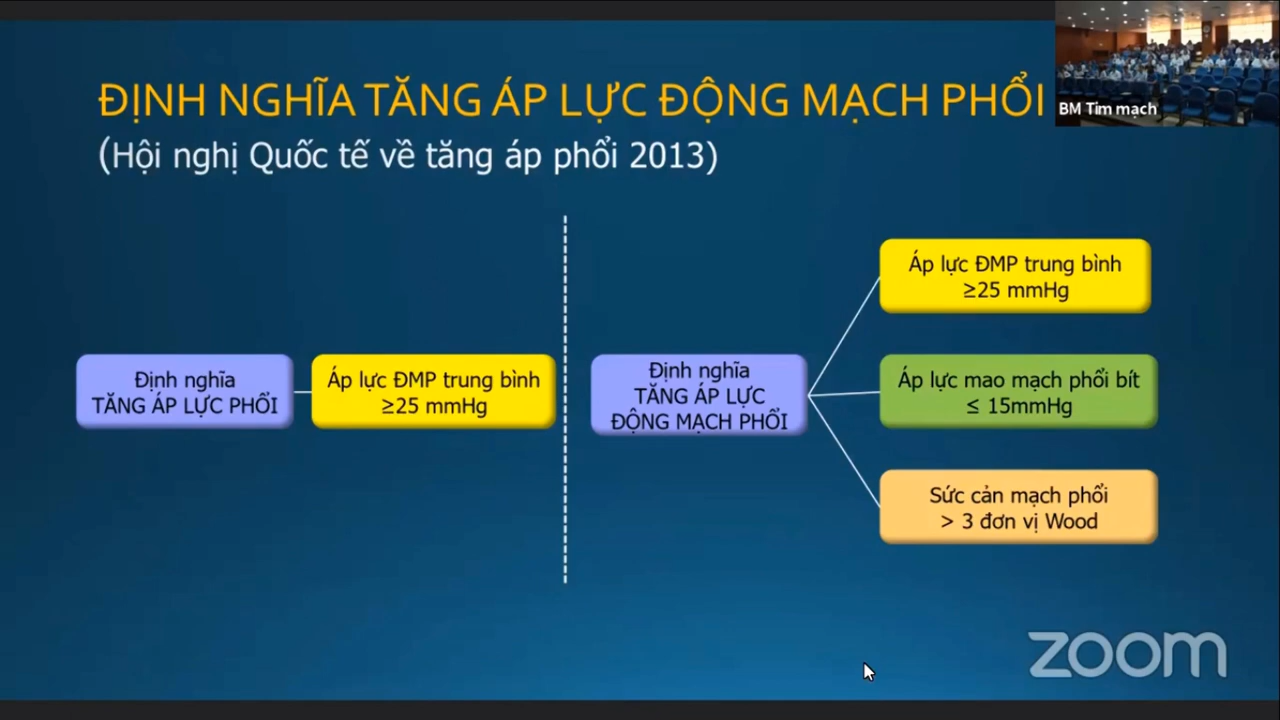 ĐỊNH NGHĨA TĂNG ÁP LỰC ĐỘNG MẠCH PHỔI
(Hội nghị Quốc tế về tăng áp phổi 2013)
BM Tim mạch
Định nghĩa
TĂNG ÁP LỰC PHỔI
Áp lực ĐMP trung bình
≥25 mmHg
Định nghĩa
TĂNG ÁP LỰC
ĐỘNG MẠCH PHỔI
Áp lực ĐMP trung bình
≥25 mmHg
Áp lực mao mạch phổi bít
≤ 15mmHg
Sức cản mạch phổi
> 3 đơn vị Wood
zoom